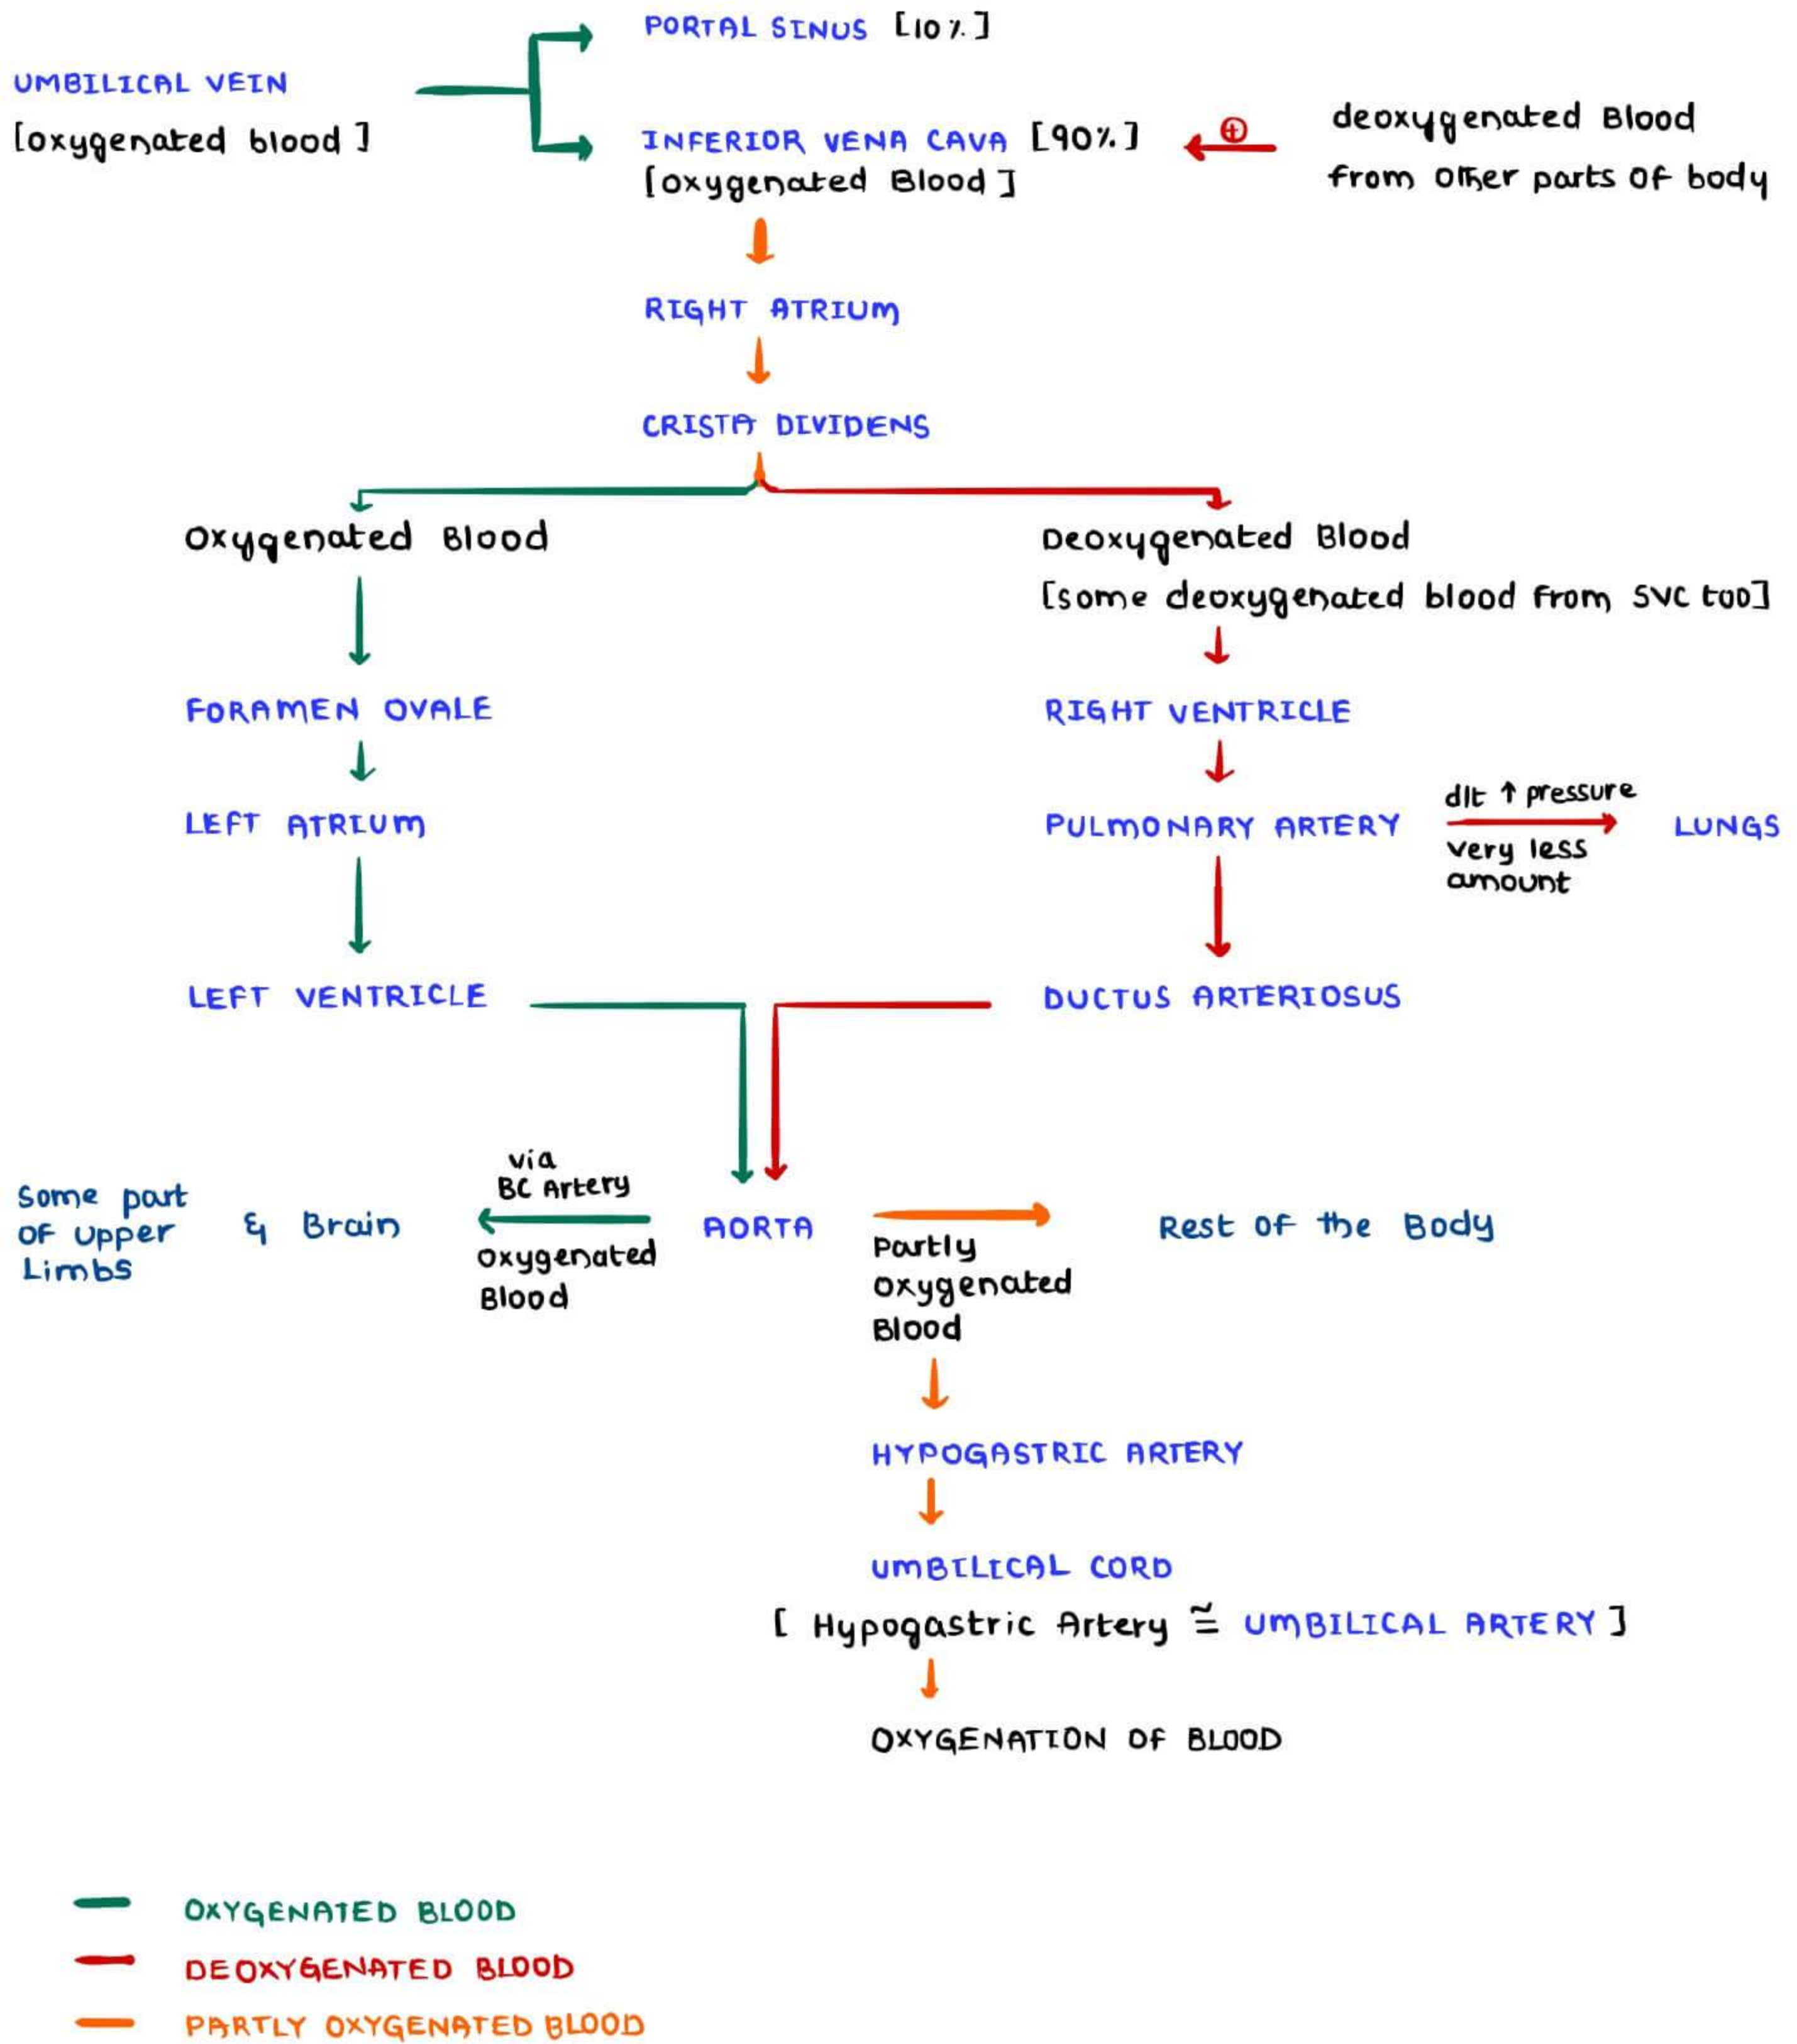 PORTAL SINUS [10%]
UMBILICAL VEIN
[oxygenated blood]
INFERIOR VENA CAVA [90%]
[oxygenated Blood]
⊕
deoxygenated Blood
from other parts of body
RIGHT ATRIUM
CRISTA DIVIDENS
Oxygenated Blood
Deoxygenated Blood
[some deoxygenated blood from SVC too]
FORAMEN OVALE
RIGHT VENTRICLE
LEFT ATRIUM
PULMONARY ARTERY
d/t ↑ pressure
very less
amount
LUNGS
LEFT VENTRICLE
DUCTUS ARTERIOSUS
Some part
of upper
Limbs
& Brain
via
BC Artery
oxygenated
Blood
AORTA
Partly
oxygenated
Blood
Rest of the Body
HYPOGASTRIC ARTERY
UMBILICAL CORD
[ Hypogastric Artery ≅ UMBILICAL ARTERY ]
OXYGENATION OF BLOOD
OXYGENATED BLOOD
DEOXYGENATED BLOOD
PARTLY OXYGENATED BLOOD